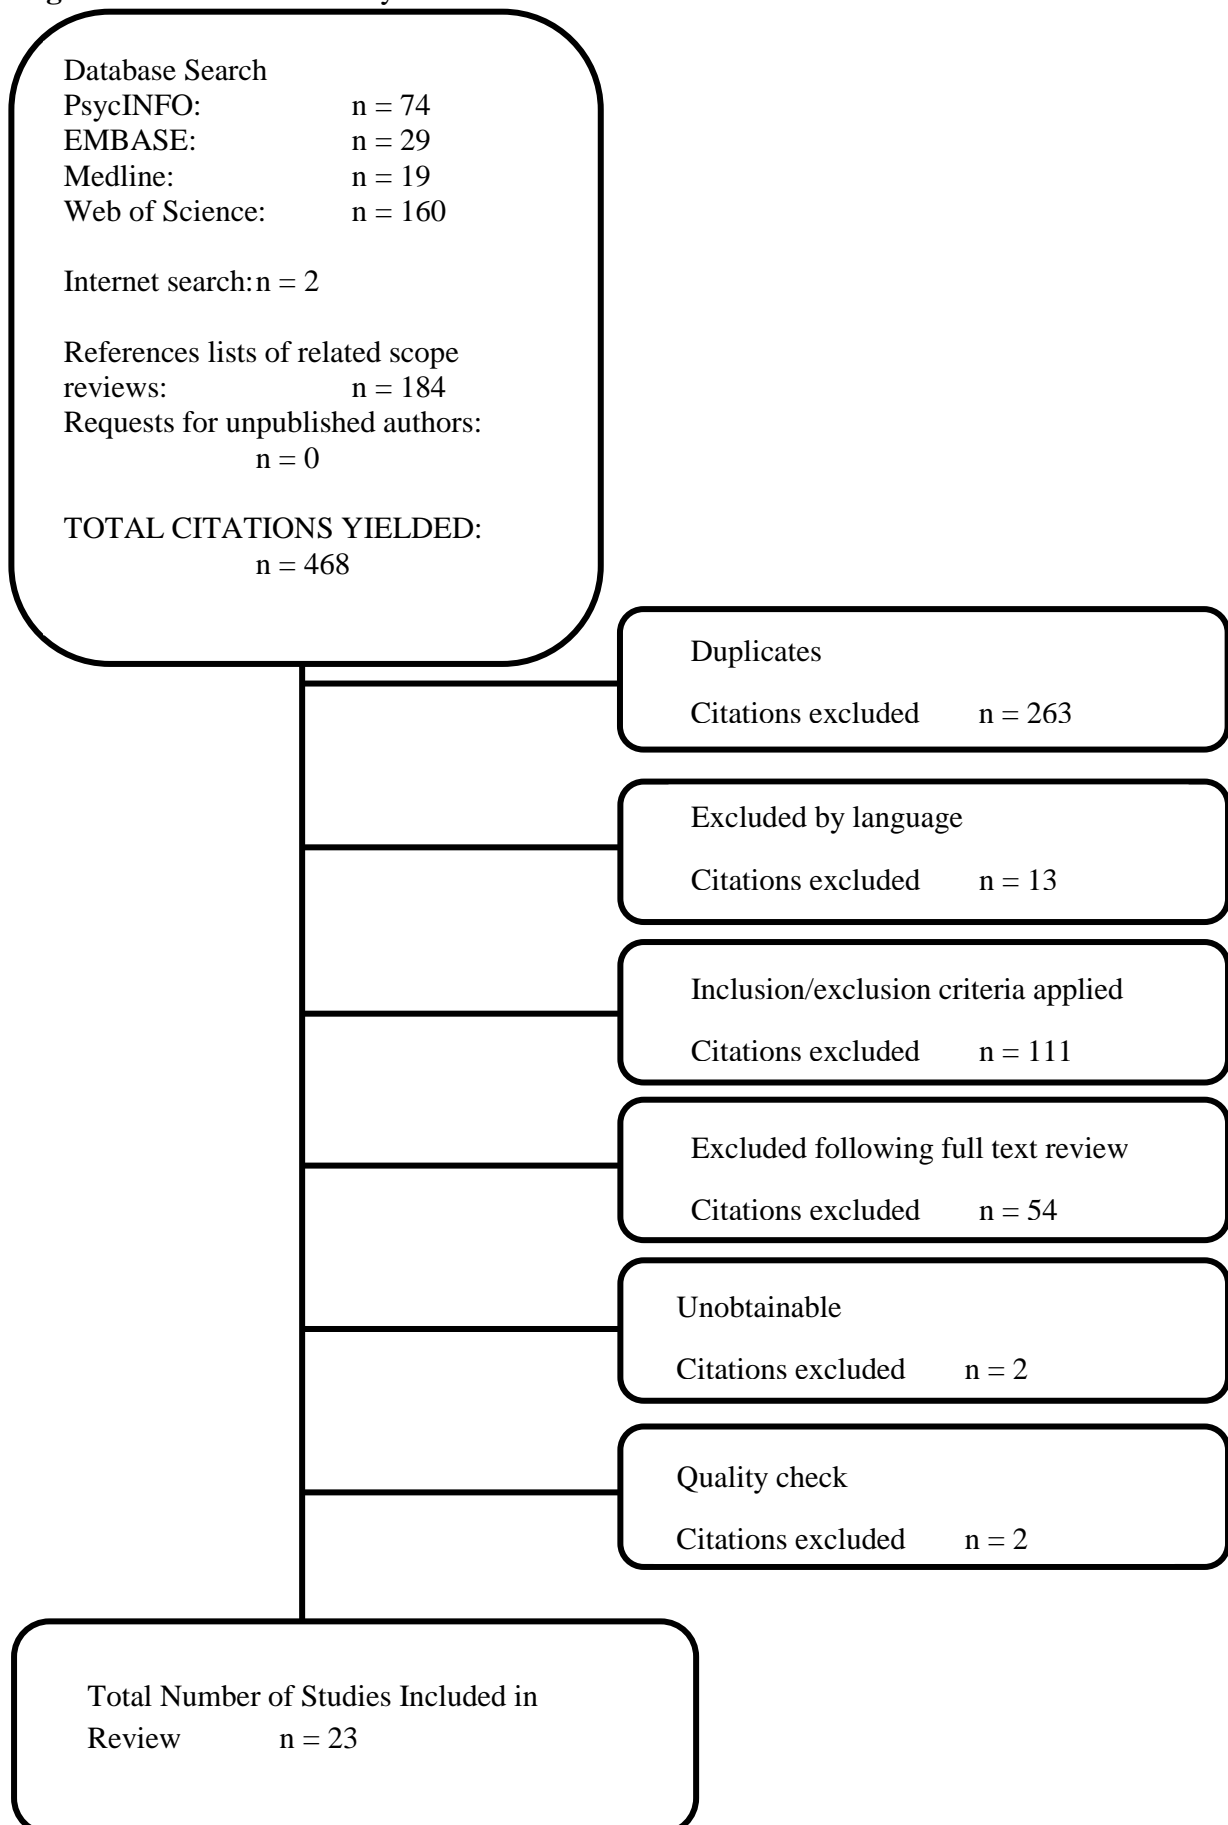 Database Search
PsycINFO: n = 74
EMBASE: n = 29
Medline: n = 19
Web of Science: n = 160
Internet search: n = 2
References lists of related scope
reviews: n = 184
Requests for unpublished authors:
n = 0
TOTAL CITATIONS YIELDED:
n = 468
Duplicates
Citations excluded n = 263
Excluded by language
Citations excluded n = 13
Inclusion/exclusion criteria applied
Citations excluded n = 111
Excluded following full text review
Citations excluded n = 54
Unobtainable
Citations excluded n = 2
Quality check
Citations excluded n = 2
Total Number of Studies Included in
Review n = 23